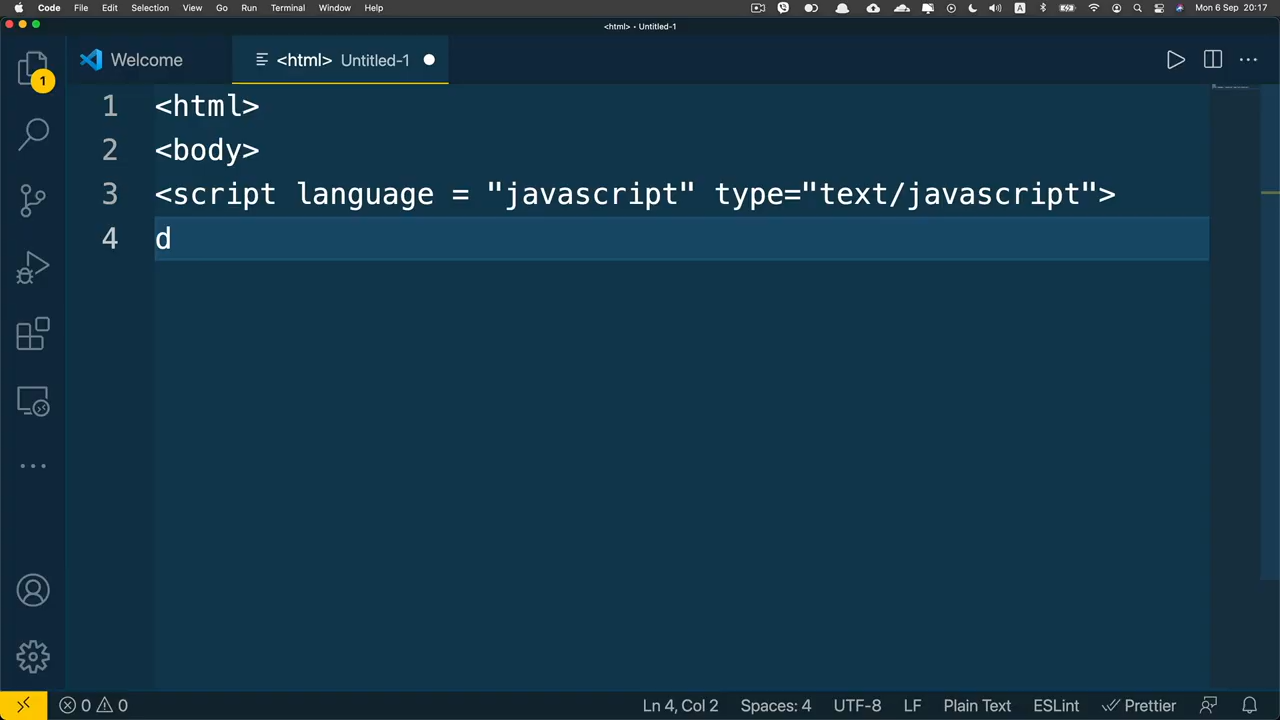 Code File Edit Selection View Go Run Terminal Window Help Mon 6 Sep 20:17
<html> • Untitled-1
1
Welcome
<html> Untitled-1
1 <html>
2 <body>
3 <script language = "javascript" type="text/javascript">
4 d
0 0 Ln 4, Col 2 Spaces: 4 UTF-8 LF Plain Text ESLint Prettier